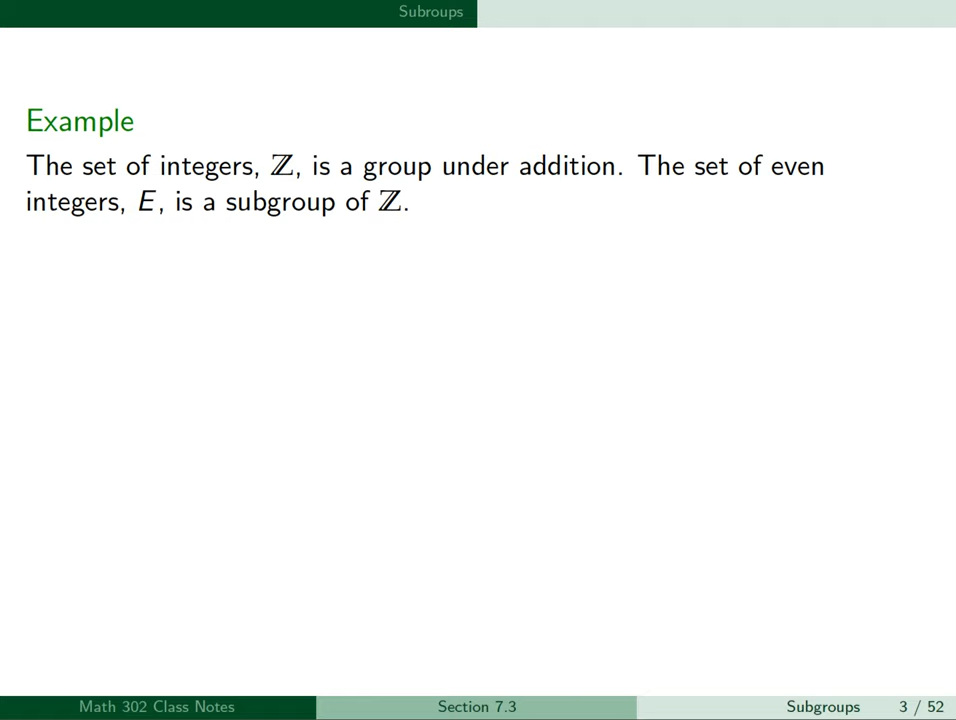 Subroups
Example
The set of integers, ℤ, is a group under addition. The set of even
integers, E, is a subgroup of ℤ.
Math 302 Class Notes
Section 7.3
Subgroups
3 / 52